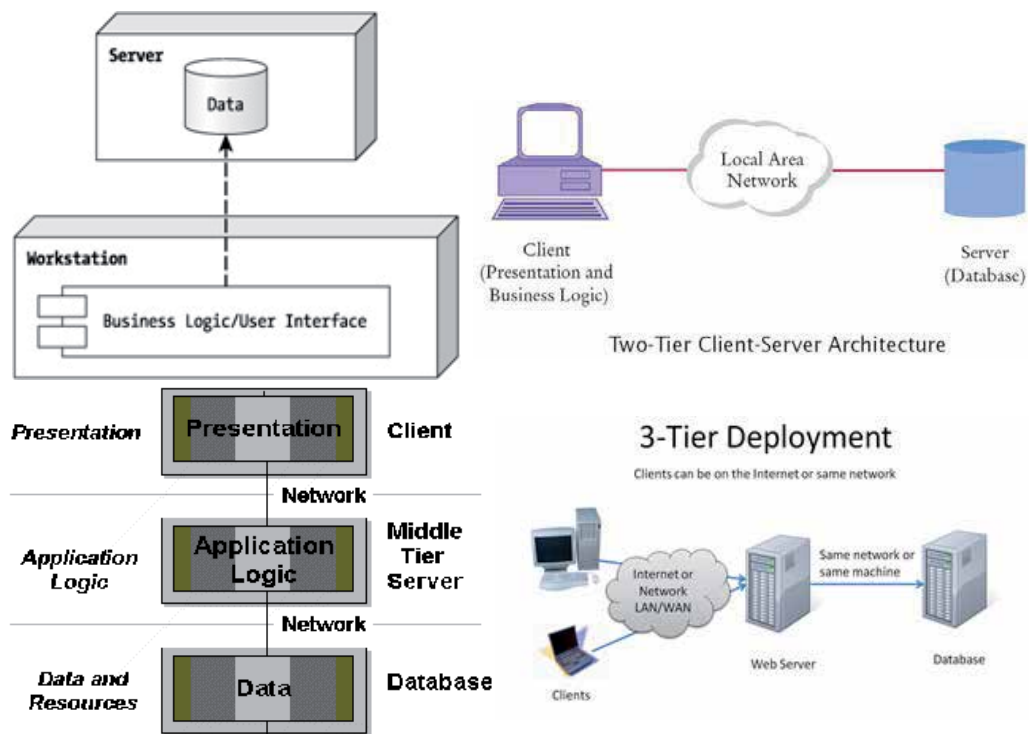 Server
Data
Workstation
Business Logic/User Interface
Local Area
Network
Client
(Presentation and
Business Logic)
Server
(Database)
Two-Tier Client-Server Architecture
Presentation
Presentation
Client
Network
Application
Logic
Application
Logic
Middle
Tier
Server
Network
Data and
Resources
Data
Database
3-Tier Deployment
Clients can be on the Internet or same network
Internet or
Network
LAN/WAN
Same network or
same machine
Web Server
Database
Clients